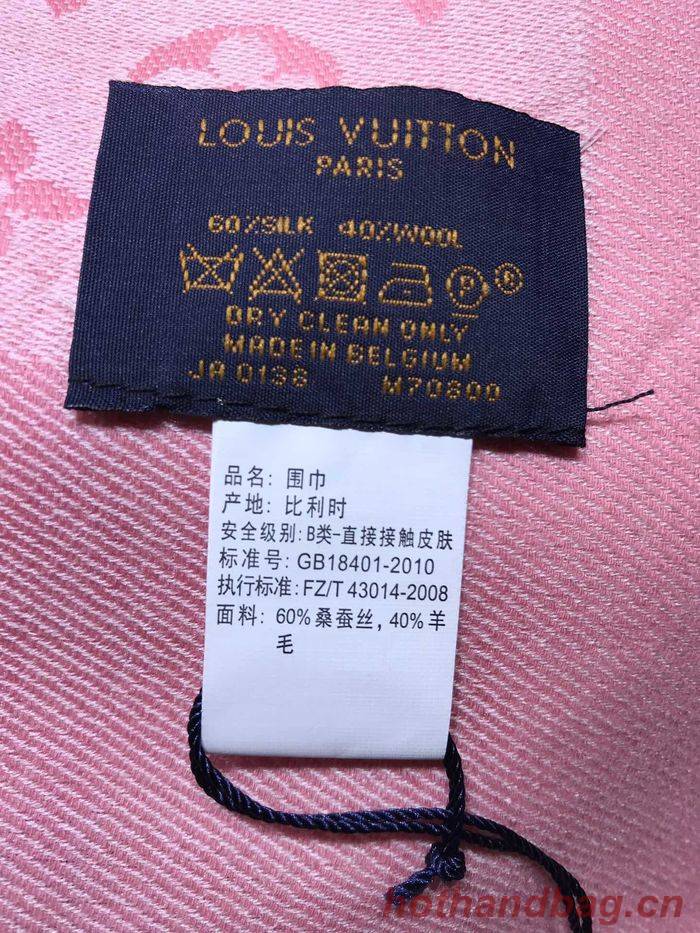 LOUIS VUITTON
PARIS
60%SILK 40%WOOL
P
DRY CLEAN ONLY
MADE IN BELGIUM
JA 0138 M70800
品名: 围巾
产地: 比利时
安全级别: B类-直接接触皮肤
标准号: GB18401-2010
执行标准: FZ/T 43014-2008
面料: 60%桑蚕丝, 40%羊
毛
hothandbag.cn